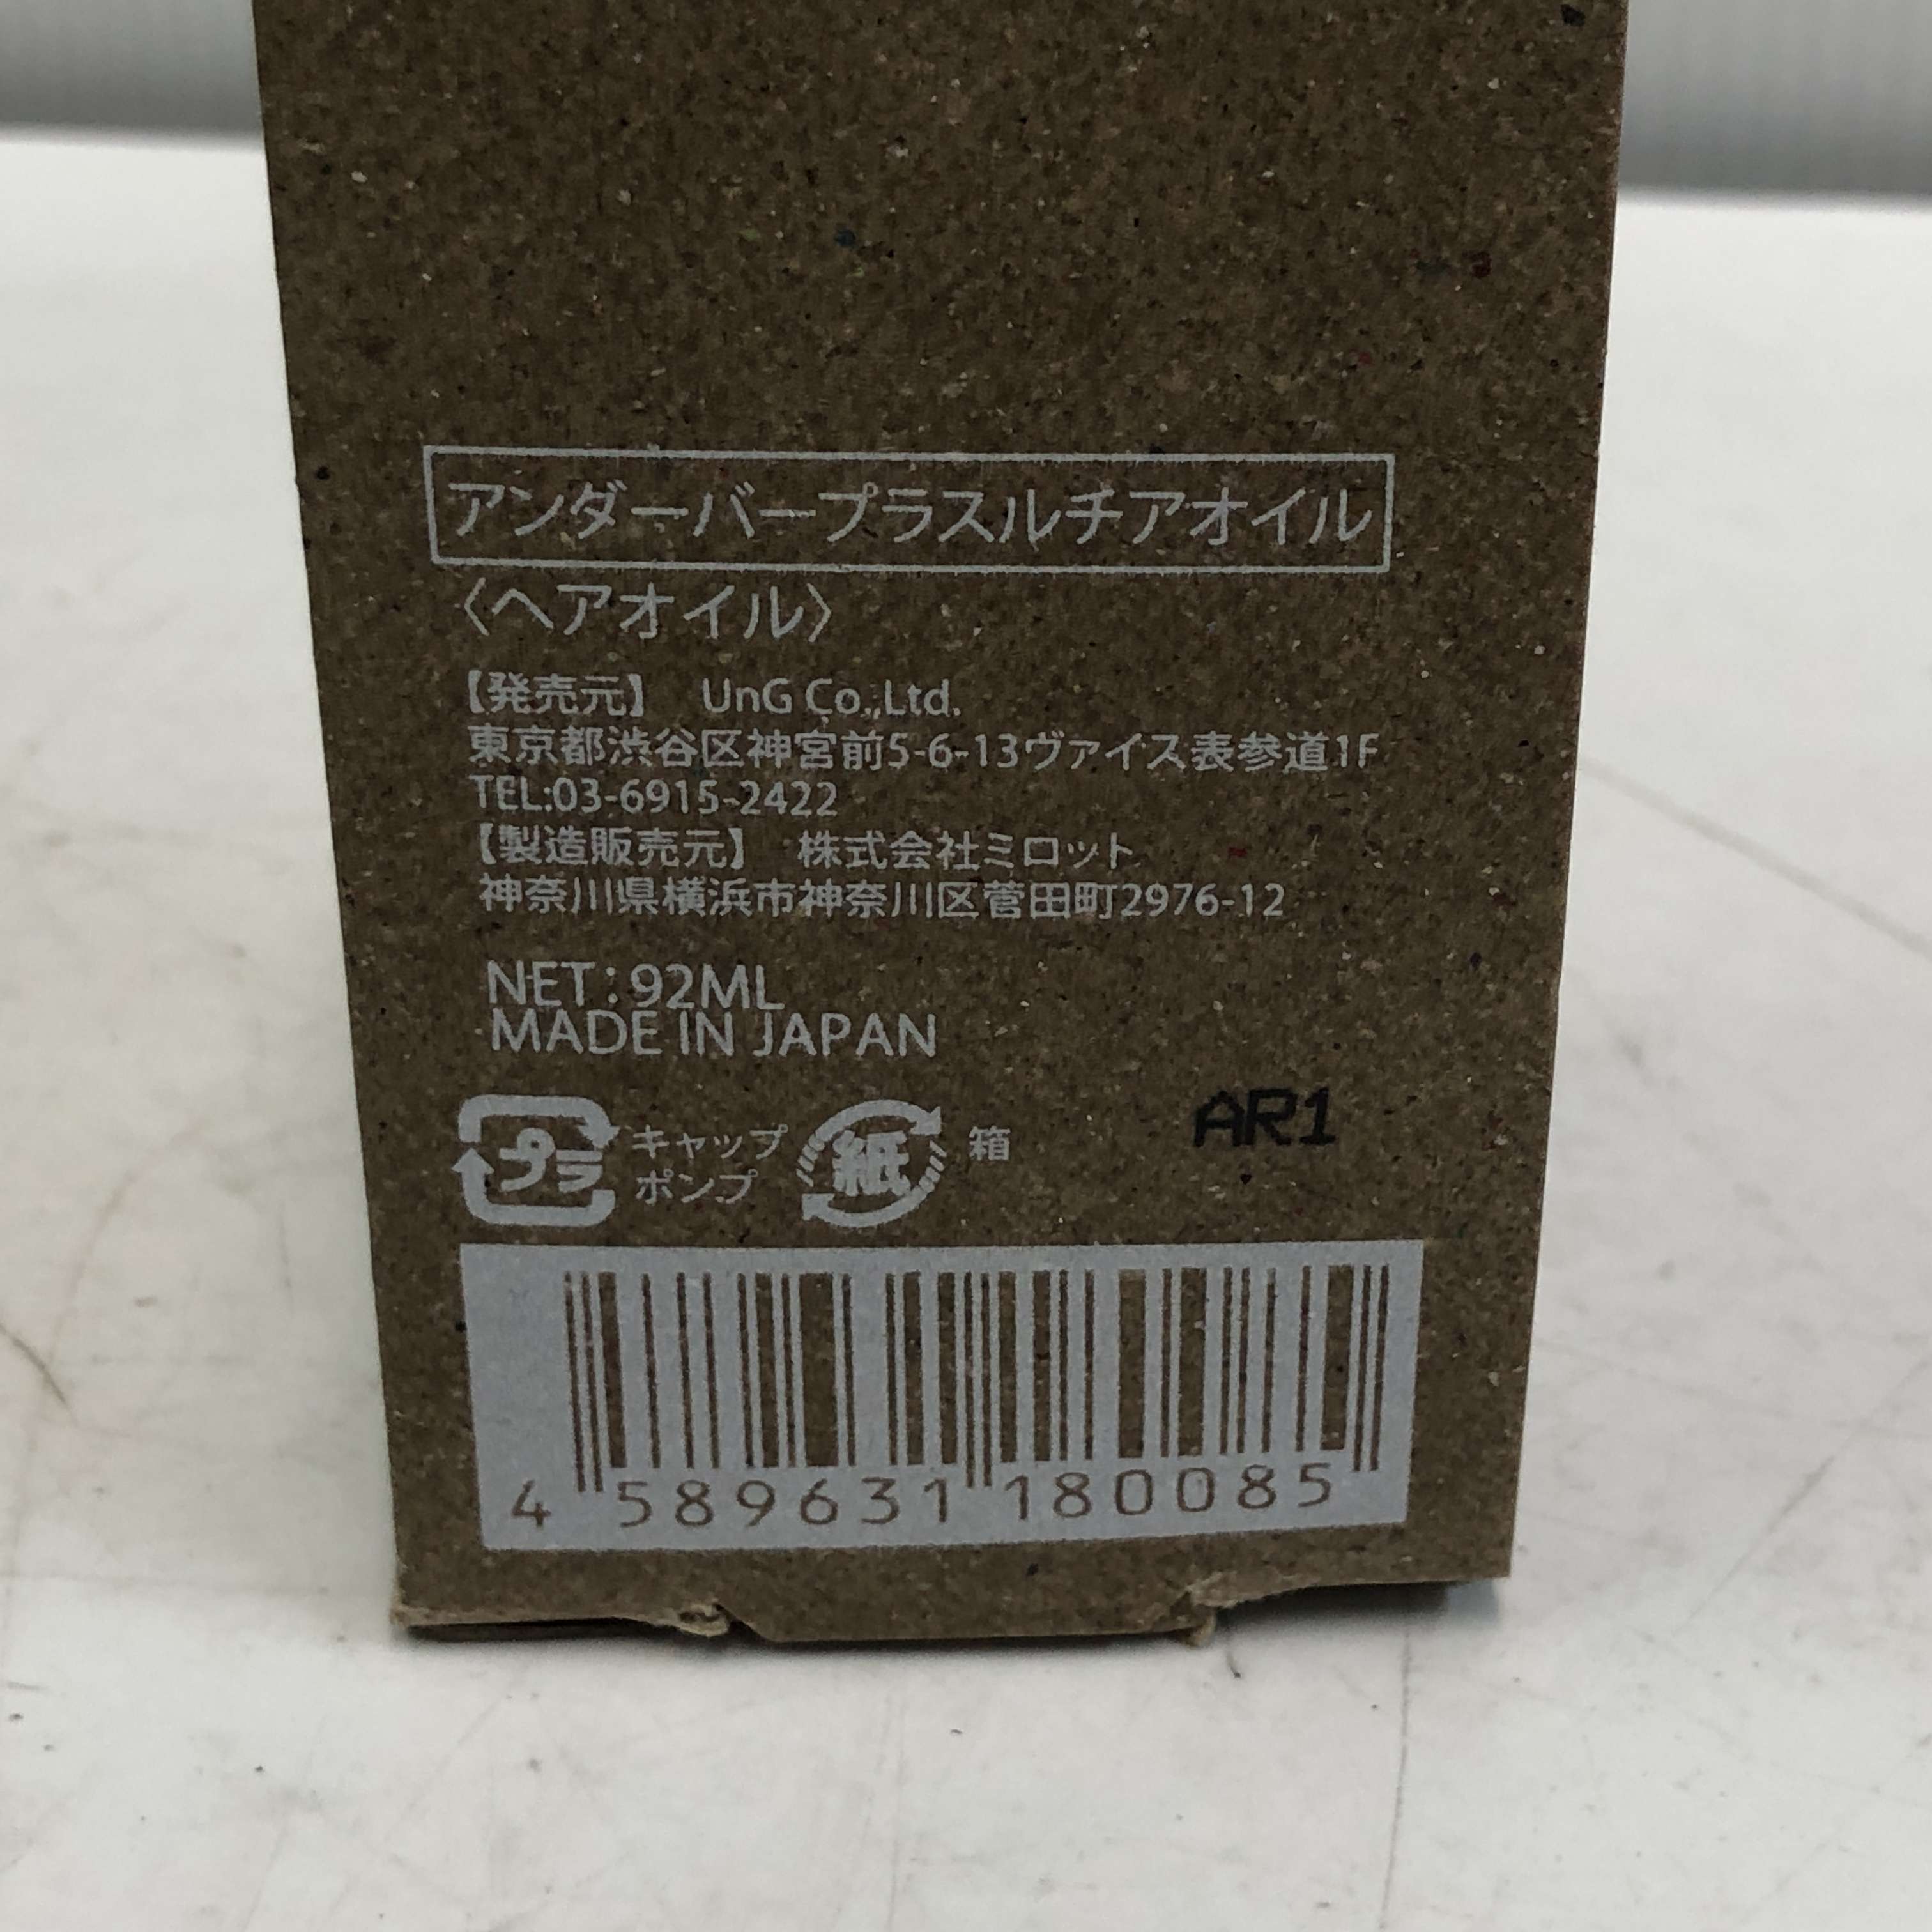 アンダーバープラスルチアオイル
〈ヘアオイル〉
【発売元】 UnG Co.,Ltd.
東京都渋谷区神宮前5-6-13ヴァイス表参道1F
TEL:03-6915-2422
【製造販売元】 株式会社ミロット
神奈川県横浜市神奈川区菅田町2976-12
NET:92ML
MADE IN JAPAN
プラ キャップ 紙 箱
ポンプ
AR1
4 589631 180085